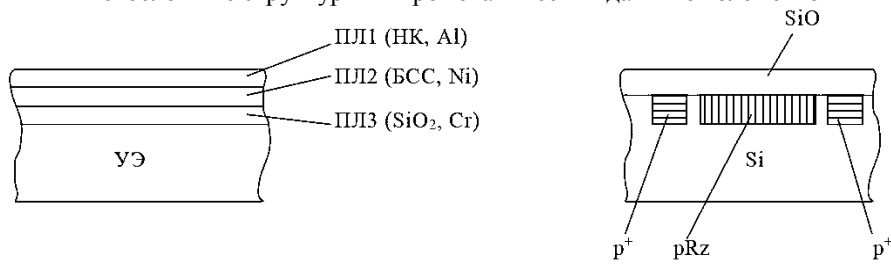 ПЛ1 (НК, Al)
ПЛ2 (БСС, Ni)
ПЛ3 (SiO₂, Cr)
УЭ
SiO
Si
p⁺
pRz
p⁺